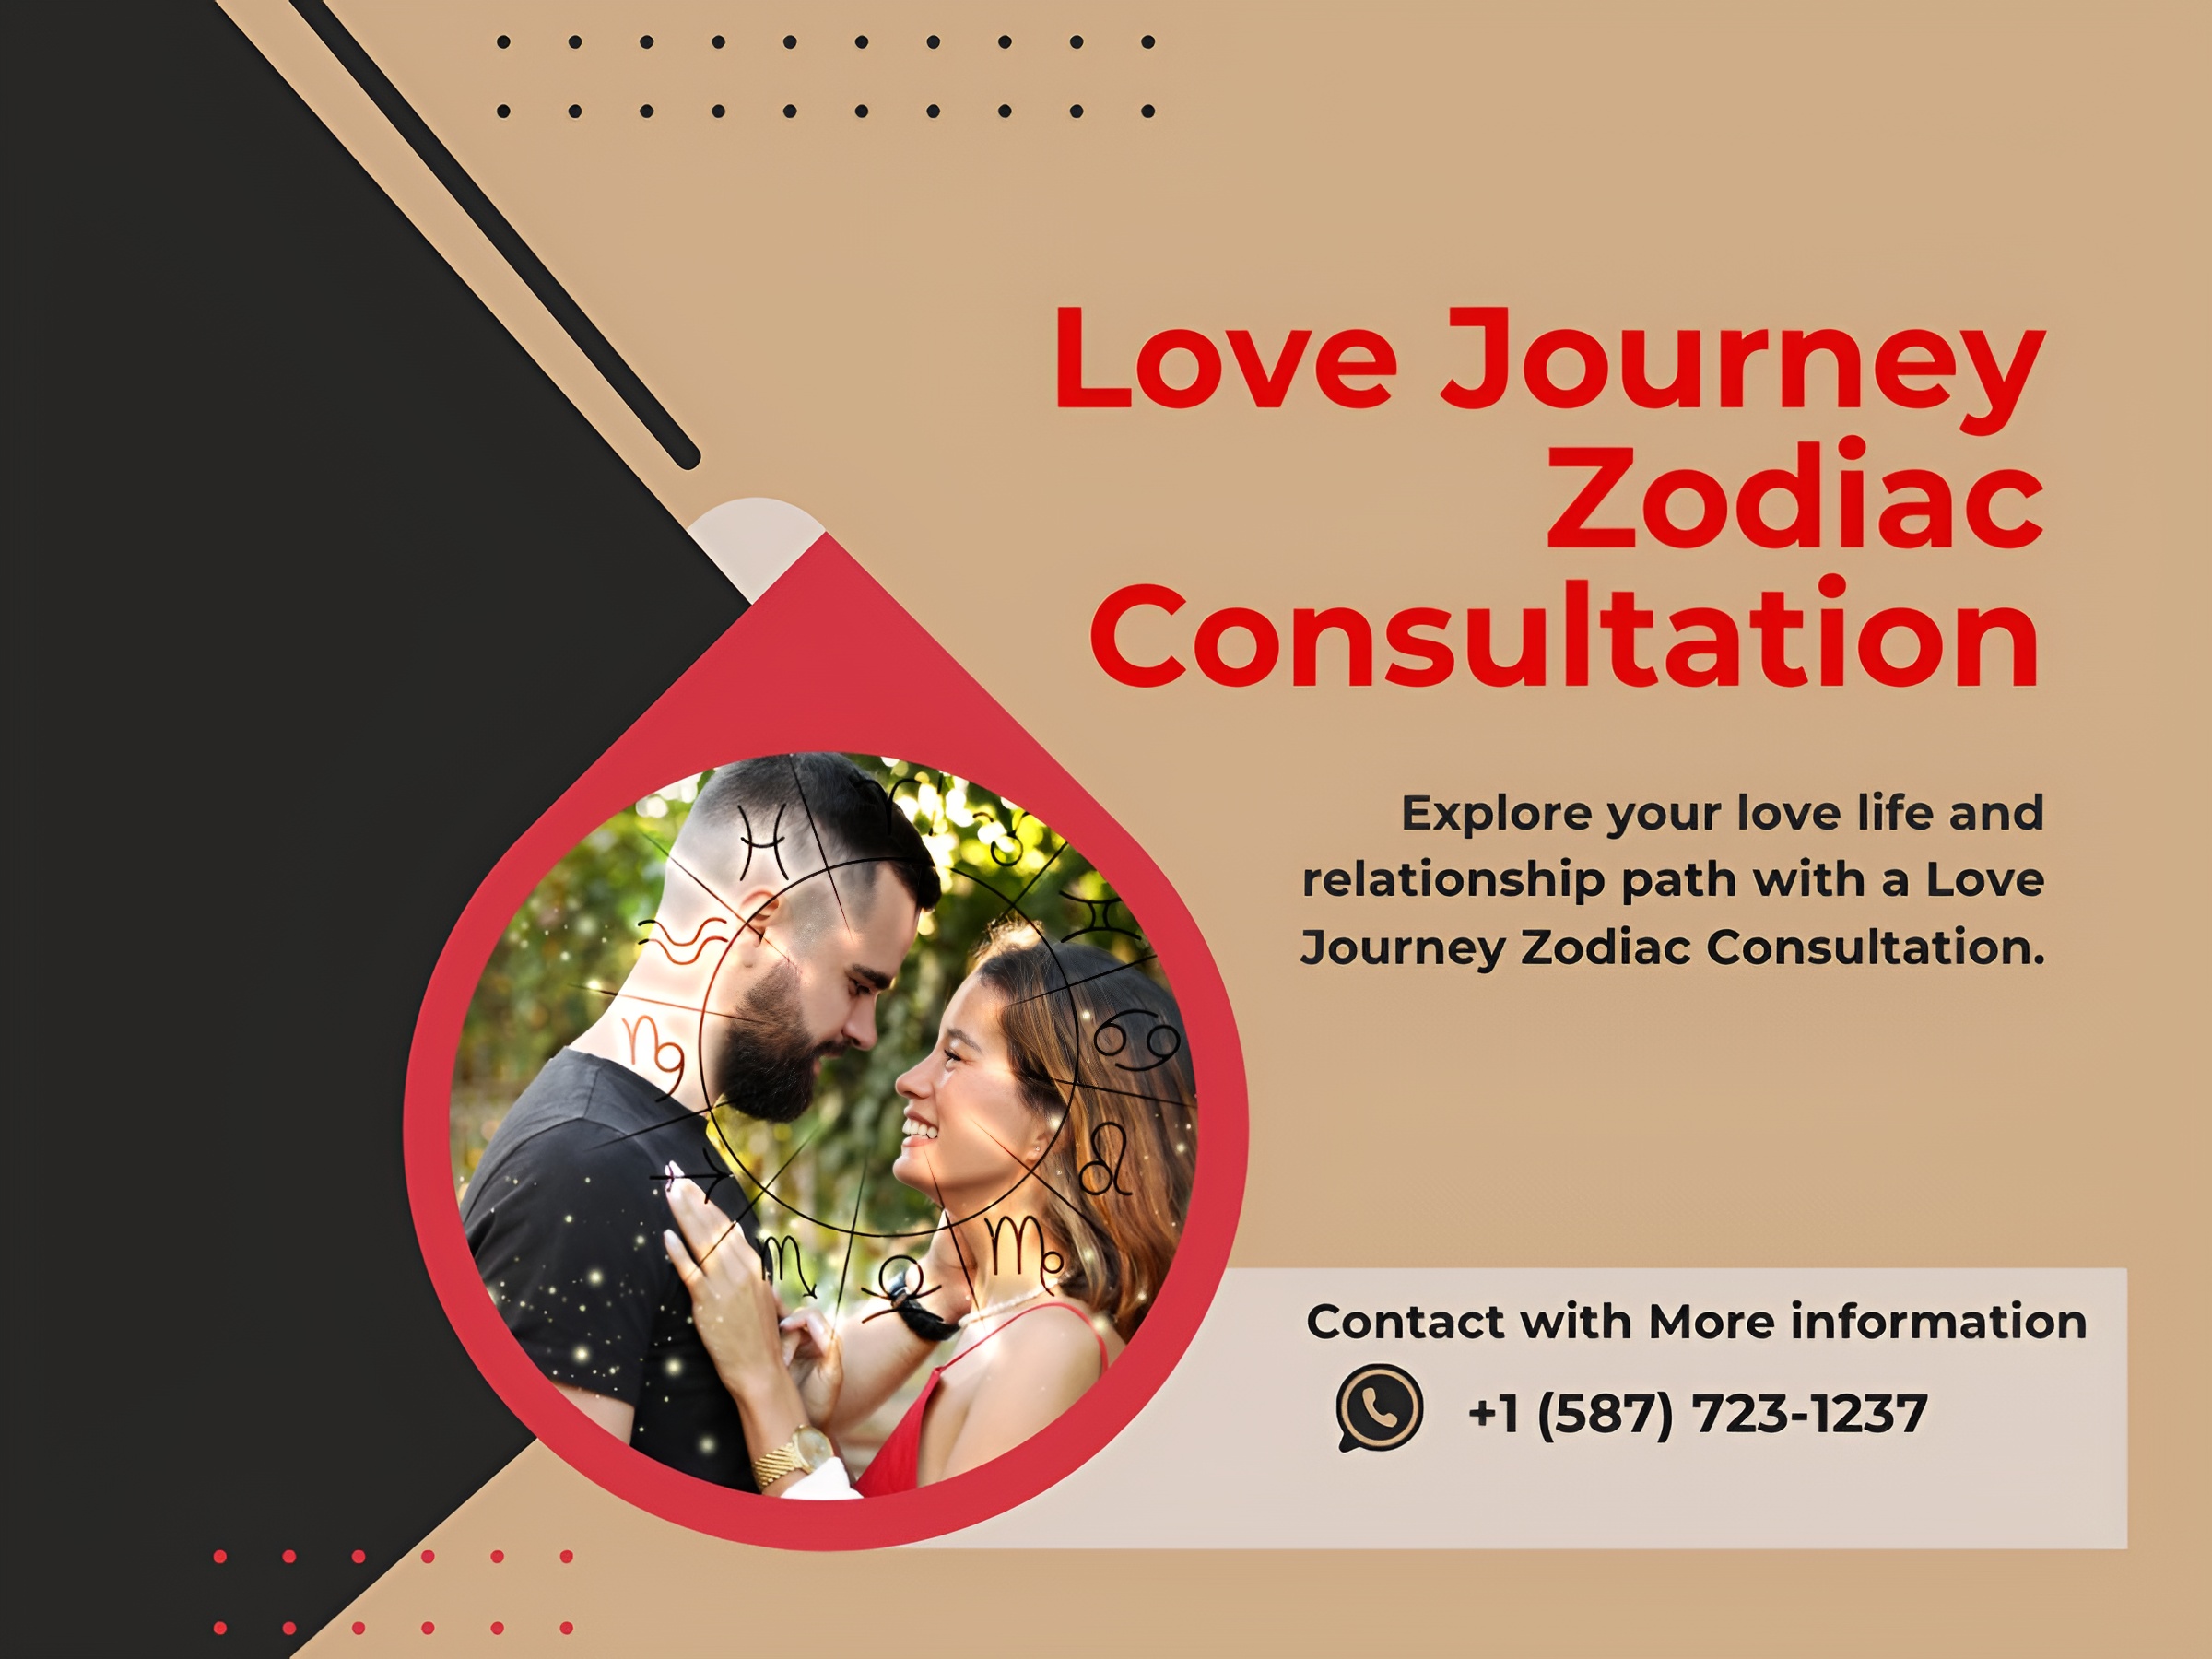 Love Journey
Zodiac
Consultation
Explore your love life and
relationship path with a Love
Journey Zodiac Consultation.
Contact with More information
+1 (587) 723-1237